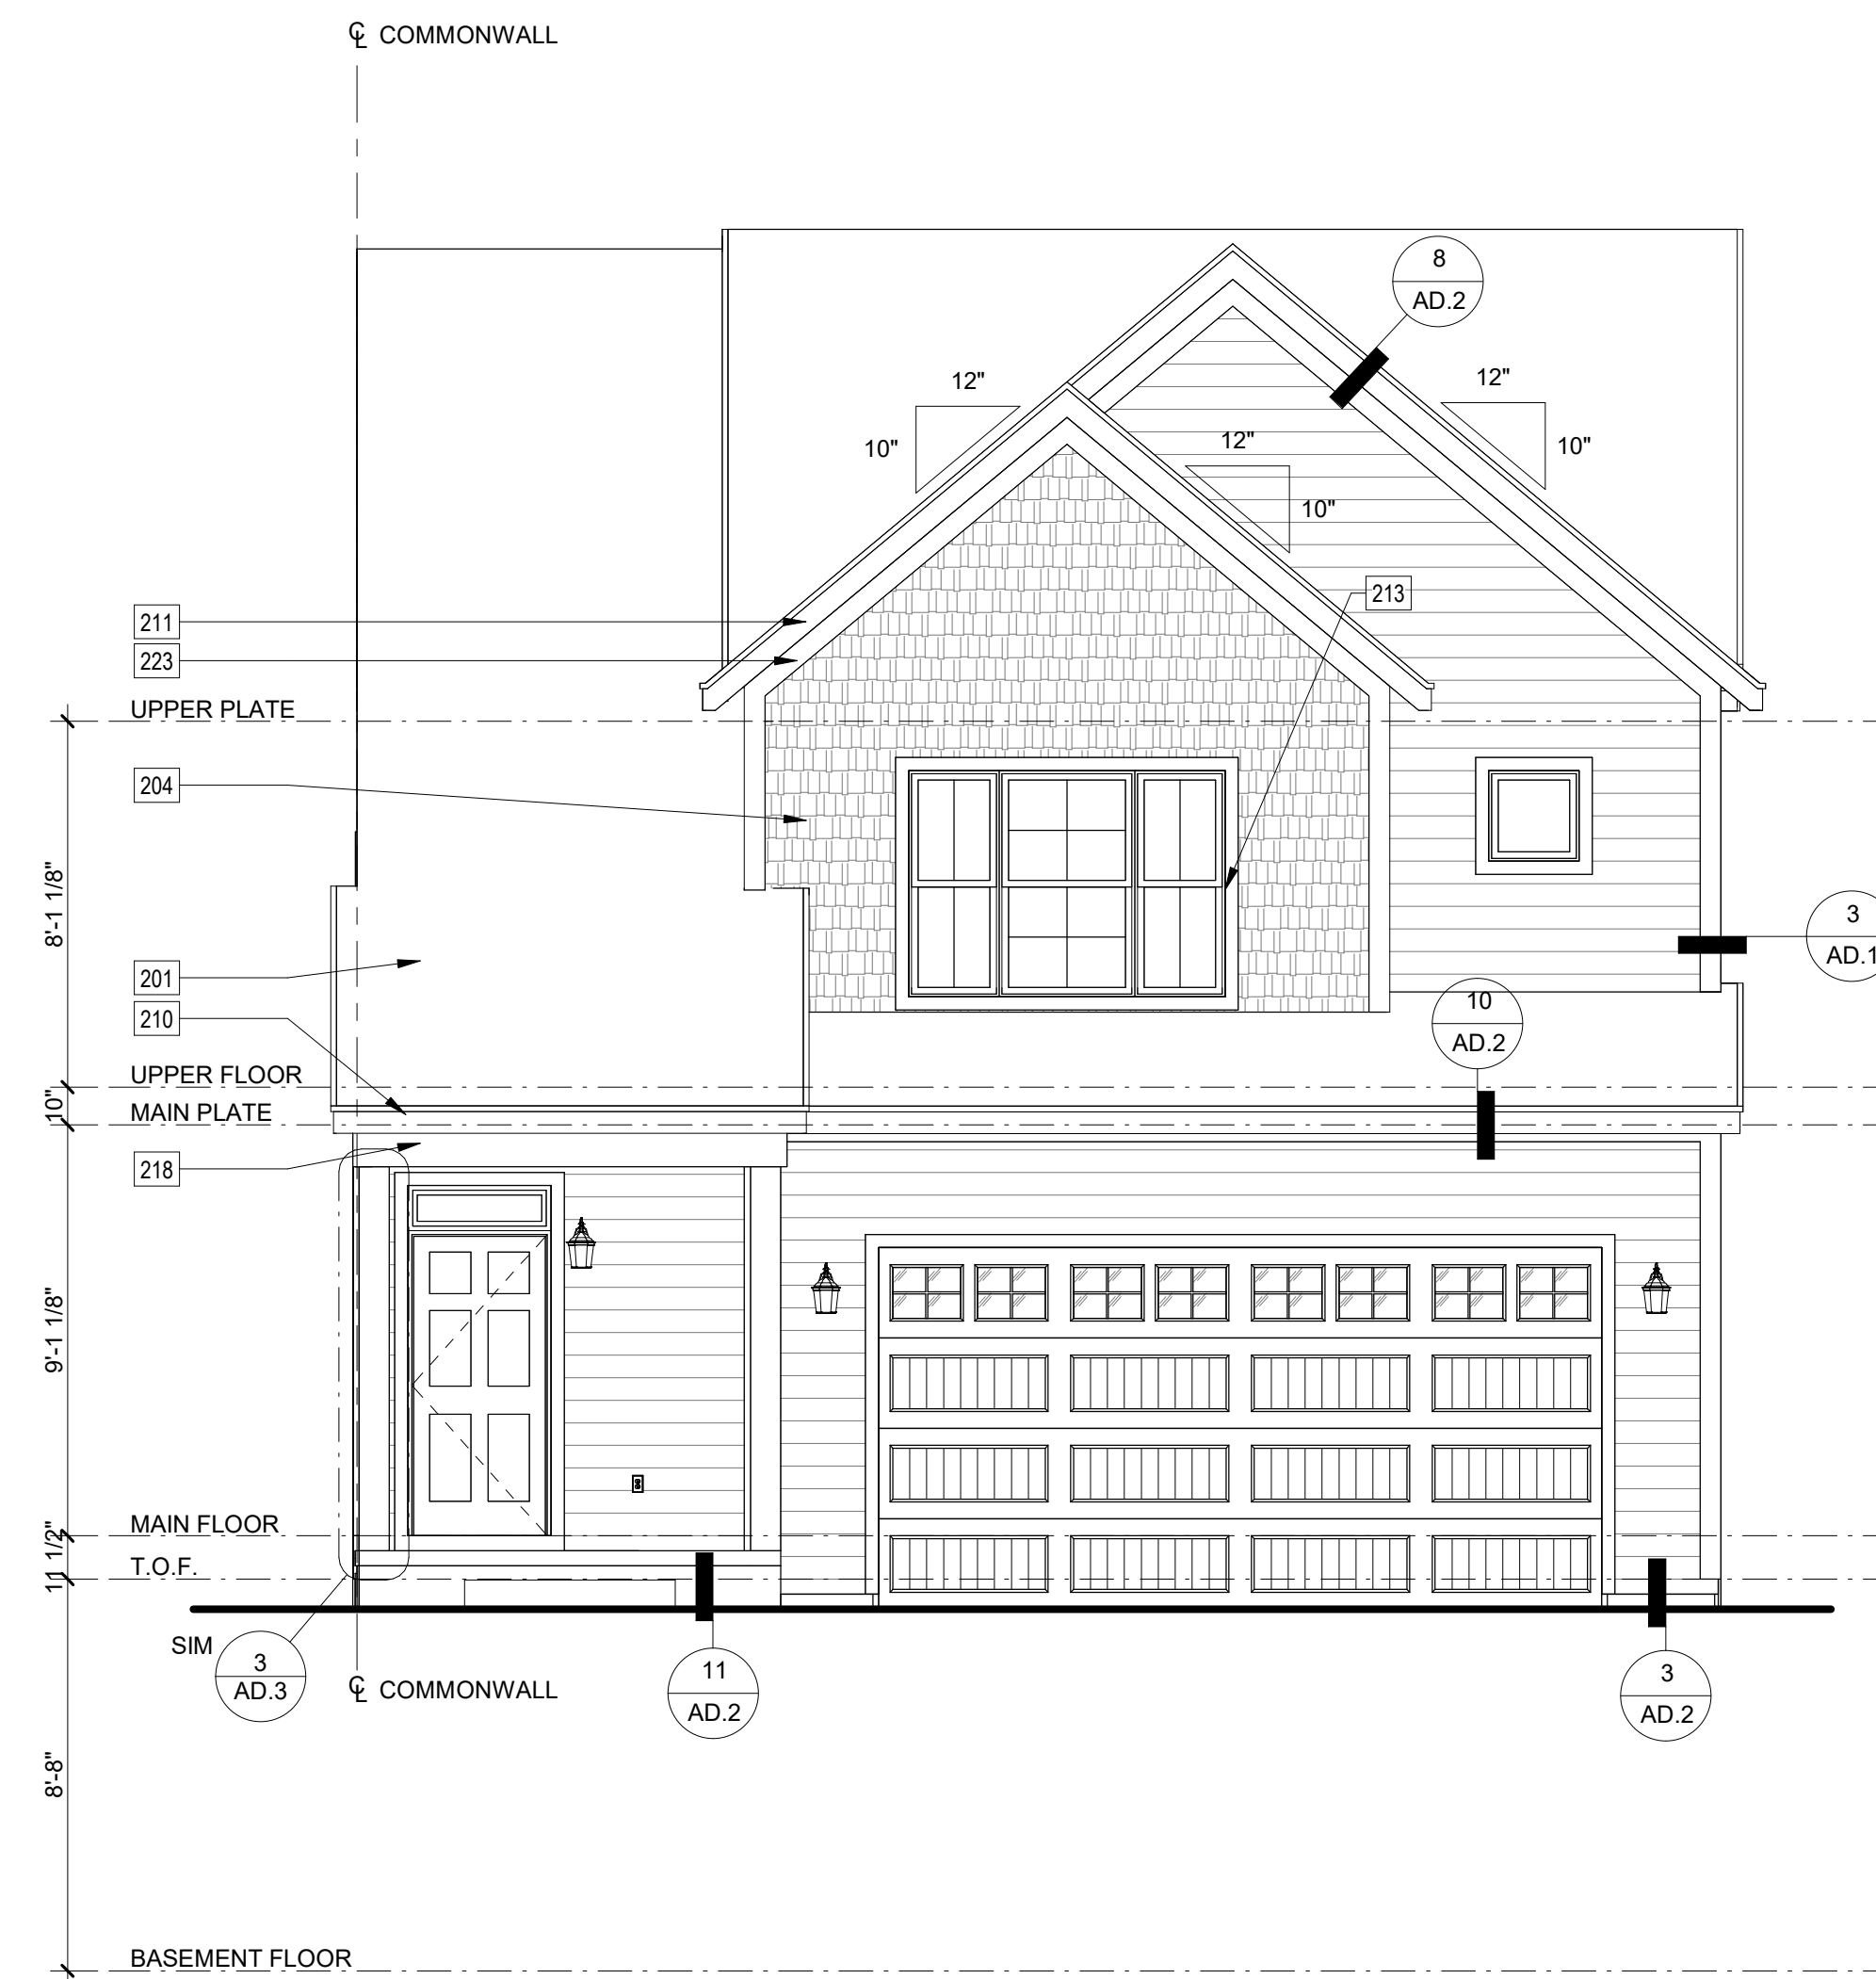 ℄ COMMONWALL
8
AD.2
12"
10"
12"
10"
12"
10"
211
213
223
UPPER PLATE
204
8'-1 1/8"
3
AD.1
201
210
10
AD.2
UPPER FLOOR
10"
MAIN PLATE
218
9'-1 1/8"
MAIN FLOOR
11 1/2"
T.O.F.
SIM
3
AD.3
℄ COMMONWALL
11
AD.2
3
AD.2
8'-8"
BASEMENT FLOOR